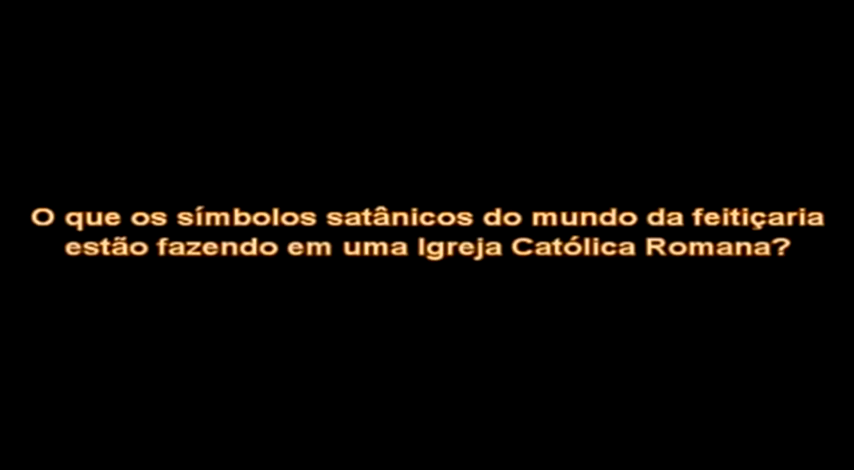 O que os símbolos satânicos do mundo da feitiçaria
estão fazendo em uma Igreja Católica Romana?